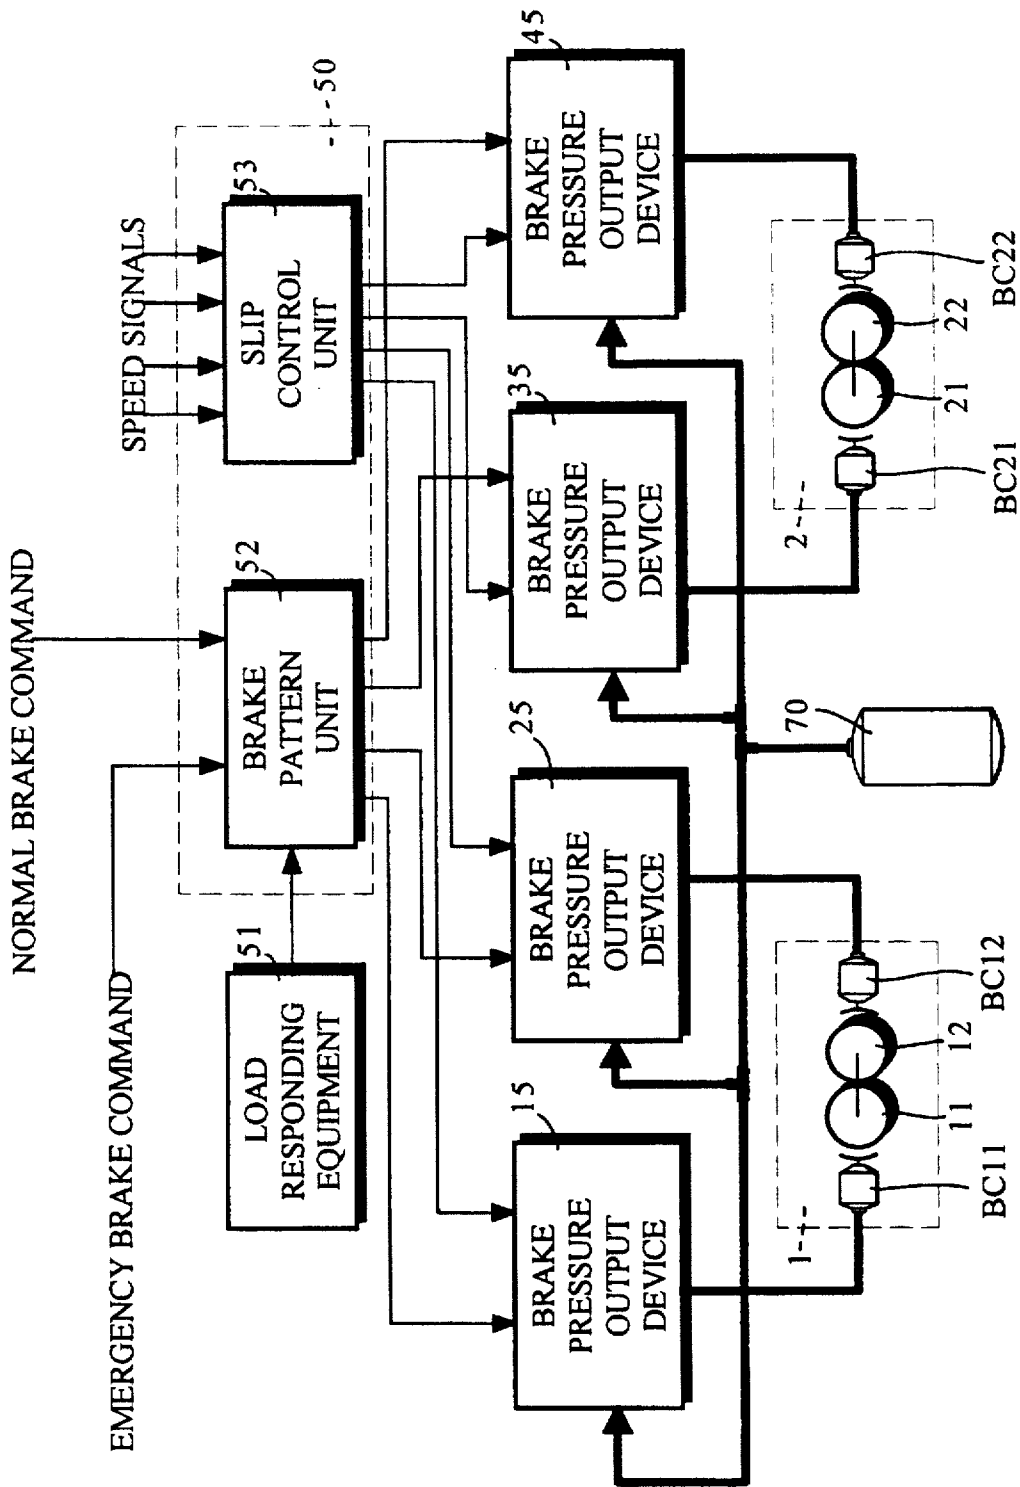 NORMAL BRAKE COMMAND
EMERGENCY BRAKE COMMAND
SPEED SIGNALS
50
51
LOAD
RESPONDING
EQUIPMENT
52
BRAKE
PATTERN
UNIT
53
SLIP
CONTROL
UNIT
15
BRAKE
PRESSURE
OUTPUT
DEVICE
25
BRAKE
PRESSURE
OUTPUT
DEVICE
35
BRAKE
PRESSURE
OUTPUT
DEVICE
45
BRAKE
PRESSURE
OUTPUT
DEVICE
1
70
2
BC11
11
12
BC12
BC21
21
22
BC22